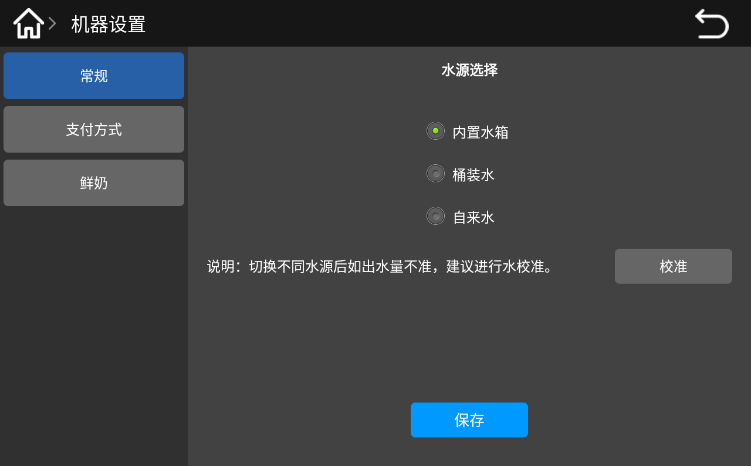 机器设置
常规
支付方式
鲜奶
水源选择
内置水箱
桶装水
自来水
说明：切换不同水源后如出水量不准，建议进行水校准。
校准
保存